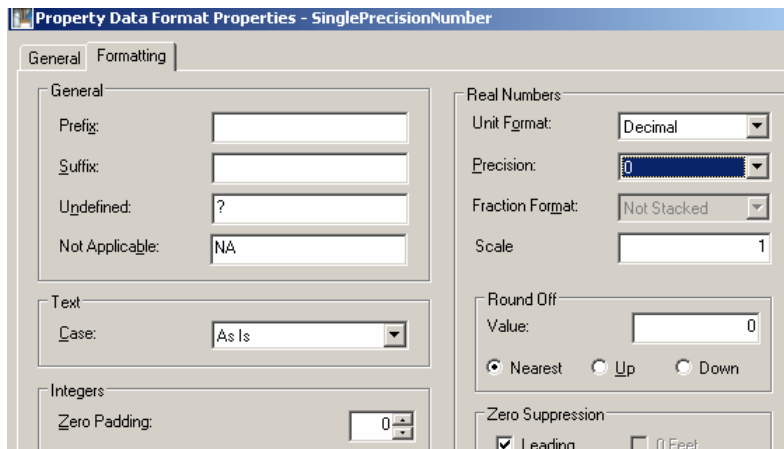 Property Data Format Properties - SinglePrecisionNumber
General
Formatting
General
Prefix:
Suffix:
Undefined:
?
Not Applicable:
NA
Text
Case:
As Is
Integers
Zero Padding:
0
Real Numbers
Unit Format:
Decimal
Precision:
0
Fraction Format:
Not Stacked
Scale
1
Round Off
Value:
0
Nearest
Up
Down
Zero Suppression
Leading
0 Feet